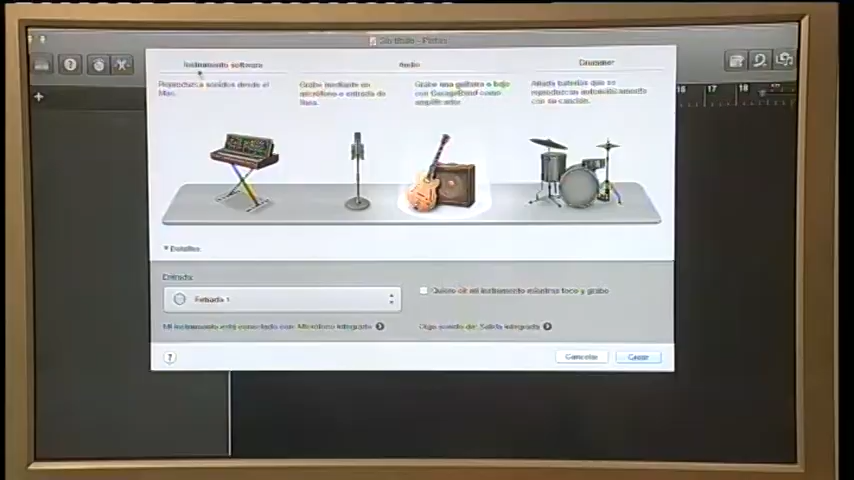 Instrumento software
Audio
Drummer
Reproduzca sonidos desde el
Mac.
Grabe mediante un
micrófono o entrada de
línea.
Grabe una guitarra o bajo
con GarageBand como
amplificador.
Añada baterías que se
reproduzcan automáticamente
con su canción.
Detalles:
Entrada:
Entrada 1
Quiero oír mi instrumento mientras toco y grabo
Mi instrumento está conectado con: Micrófono integrado
Oigo sonido de: Salida integrada
?
Cancelar
Crear
16 17 18